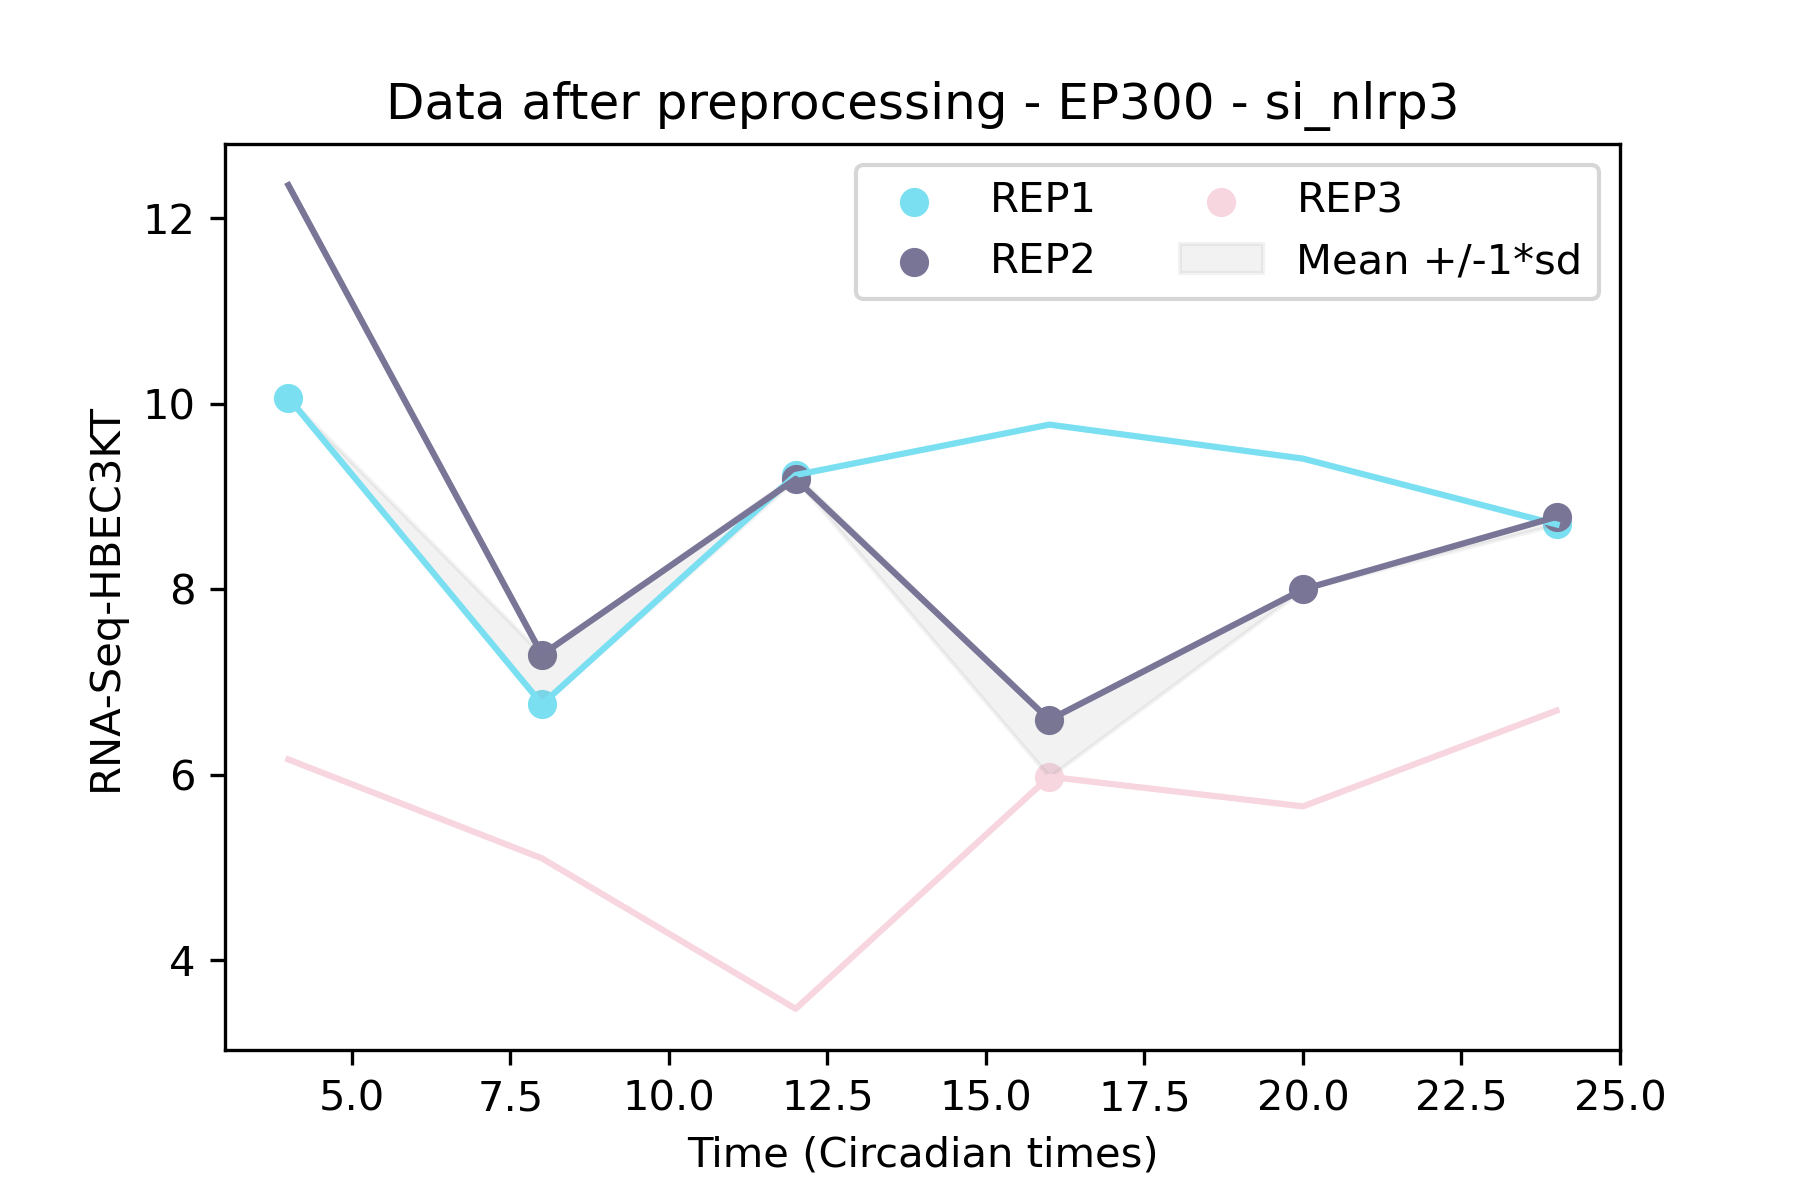 Data after preprocessing - EP300 - si_nlrp3
REP1
REP2
REP3
Mean +/-1*sd
RNA-Seq-HBEC3KT
12
10
8
6
4
5.0 7.5 10.0 12.5 15.0 17.5 20.0 22.5 25.0
Time (Circadian times)